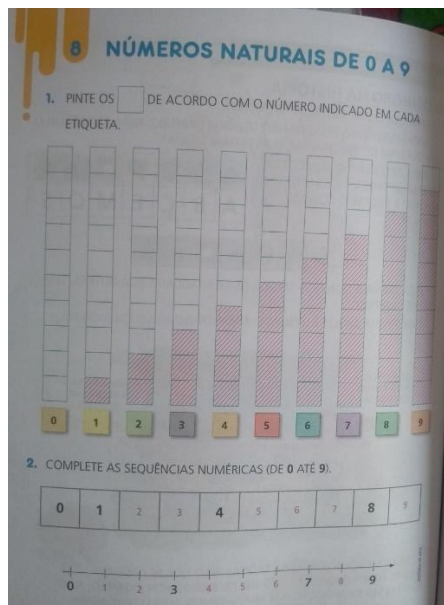 8 NÚMEROS NATURAIS DE 0 A 9
1. PINTE OS DE ACORDO COM O NÚMERO INDICADO EM CADA
ETIQUETA.
0 1 2 3 4 5 6 7 8 9
2. COMPLETE AS SEQUÊNCIAS NUMÉRICAS (DE 0 ATÉ 9).
0 1 2 3 4 5 6 7 8 9
0 1 2 3 4 5 6 7 8 9